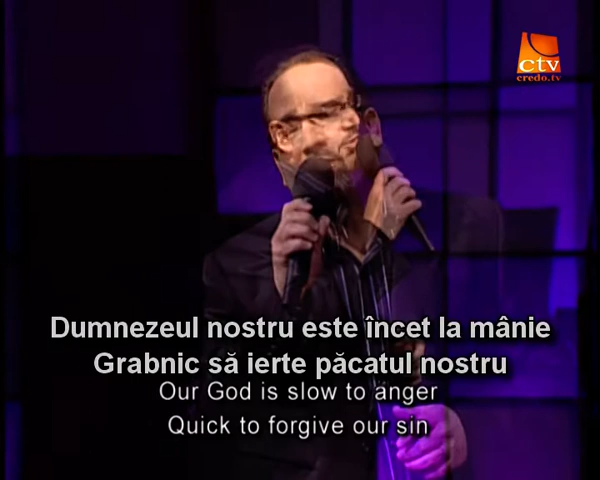 ctv
credo.tv
Dumnezeul nostru este încet la mânie
Grabnic să ierte păcatul nostru
Our God is slow to anger
Quick to forgive our sin